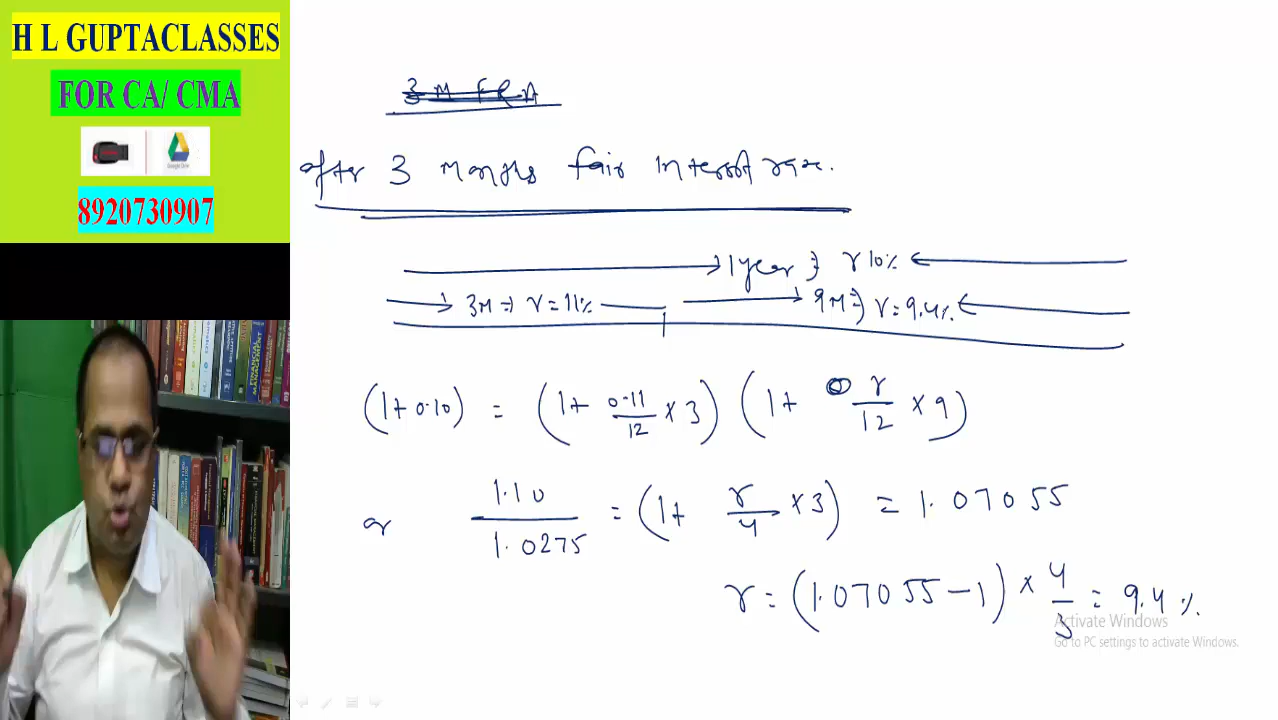 H L GUPTACLASSES
FOR CA/ CMA
8920730907
3 M FRA
after 3 months fair interest rate.
1 year } r 10%
3M ⇒ r = 11% 9M ⇒ r = 9.4%
(1+0.10) = (1+ 0.11/12 × 3) (1+ r/12 × 9)
or 1.10/1.0275 = (1+ r/4 × 3) = 1.07055
r = (1.07055 − 1) × 4/3 = 9.4 %
Activate Windows
Go to PC settings to activate Windows.